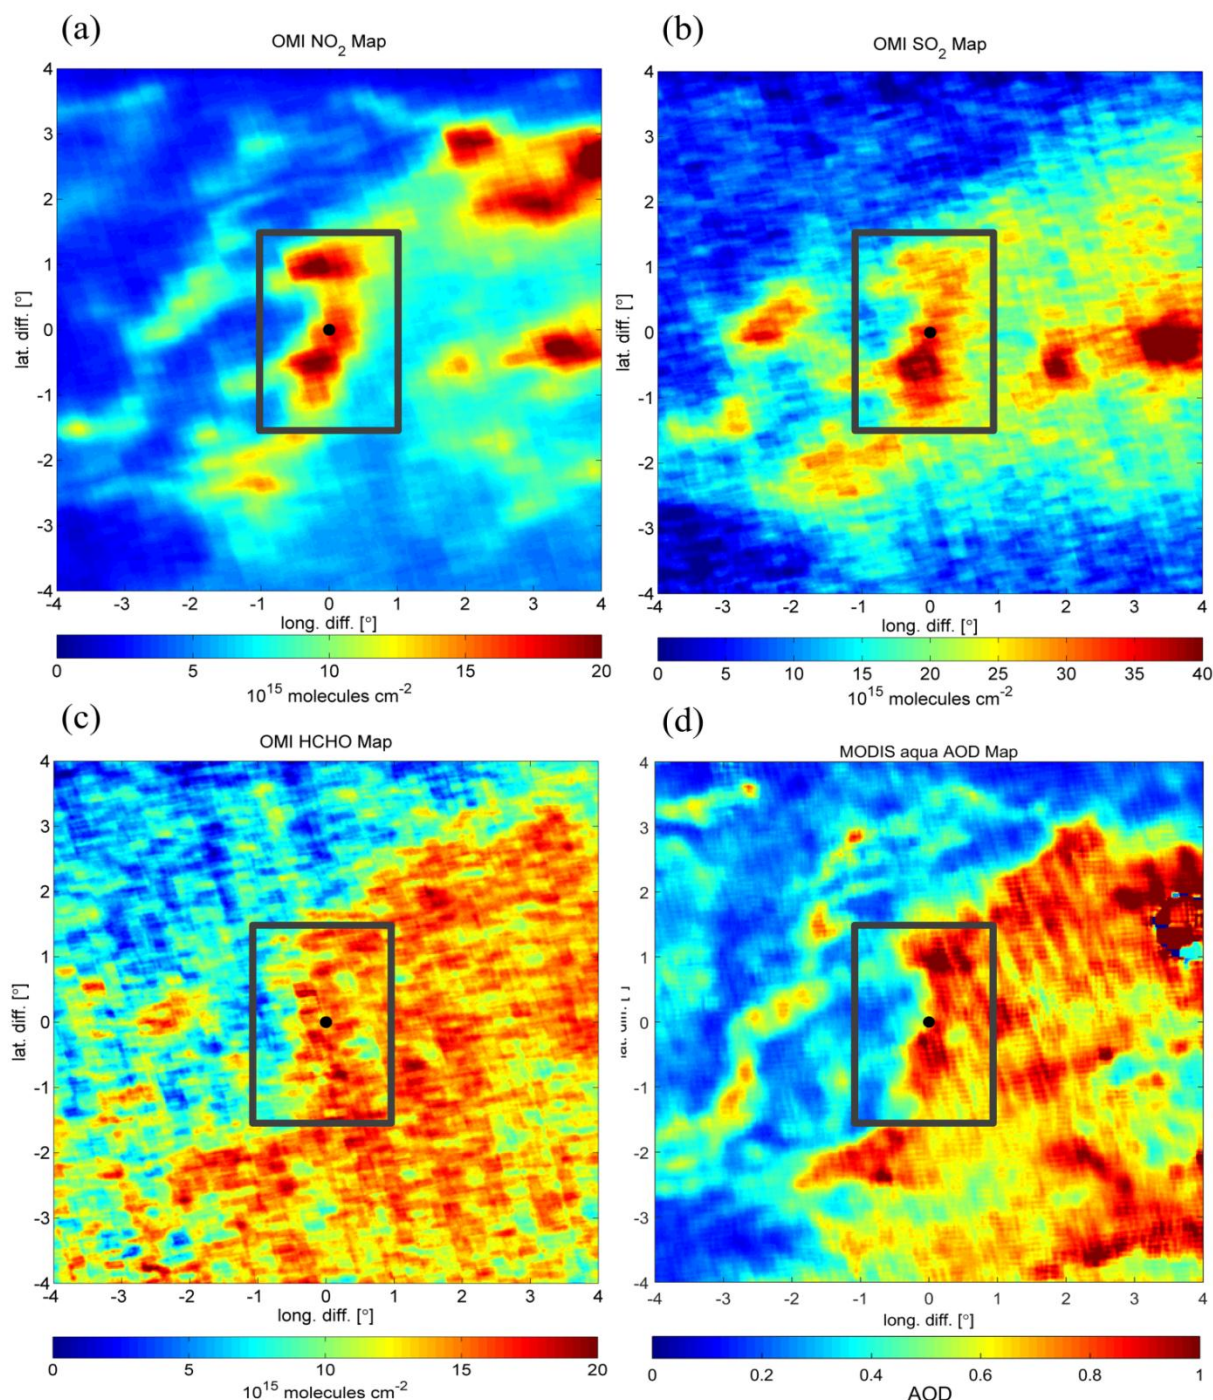 (a)
OMI NO2 Map
4
3
2
1
0
-1
-2
-3
-4
lat. diff. [°]
-4 -3 -2 -1 0 1 2 3 4
long. diff. [°]
0 5 10 15 20
10^15 molecules cm^-2
(b)
OMI SO2 Map
4
3
2
1
0
-1
-2
-3
-4
lat. diff. [°]
-4 -3 -2 -1 0 1 2 3 4
long. diff. [°]
0 5 10 15 20 25 30 35 40
10^15 molecules cm^-2
(c)
OMI HCHO Map
4
3
2
1
0
-1
-2
-3
-4
lat. diff. [°]
-4 -3 -2 -1 0 1 2 3 4
long. diff. [°]
0 5 10 15 20
10^15 molecules cm^-2
(d)
MODIS aqua AOD Map
4
3
2
1
0
-1
-2
-3
-4
lat. diff. [ ]
-4 -3 -2 -1 0 1 2 3 4
long. diff. [°]
0 0.2 0.4 0.6 0.8 1
AOD